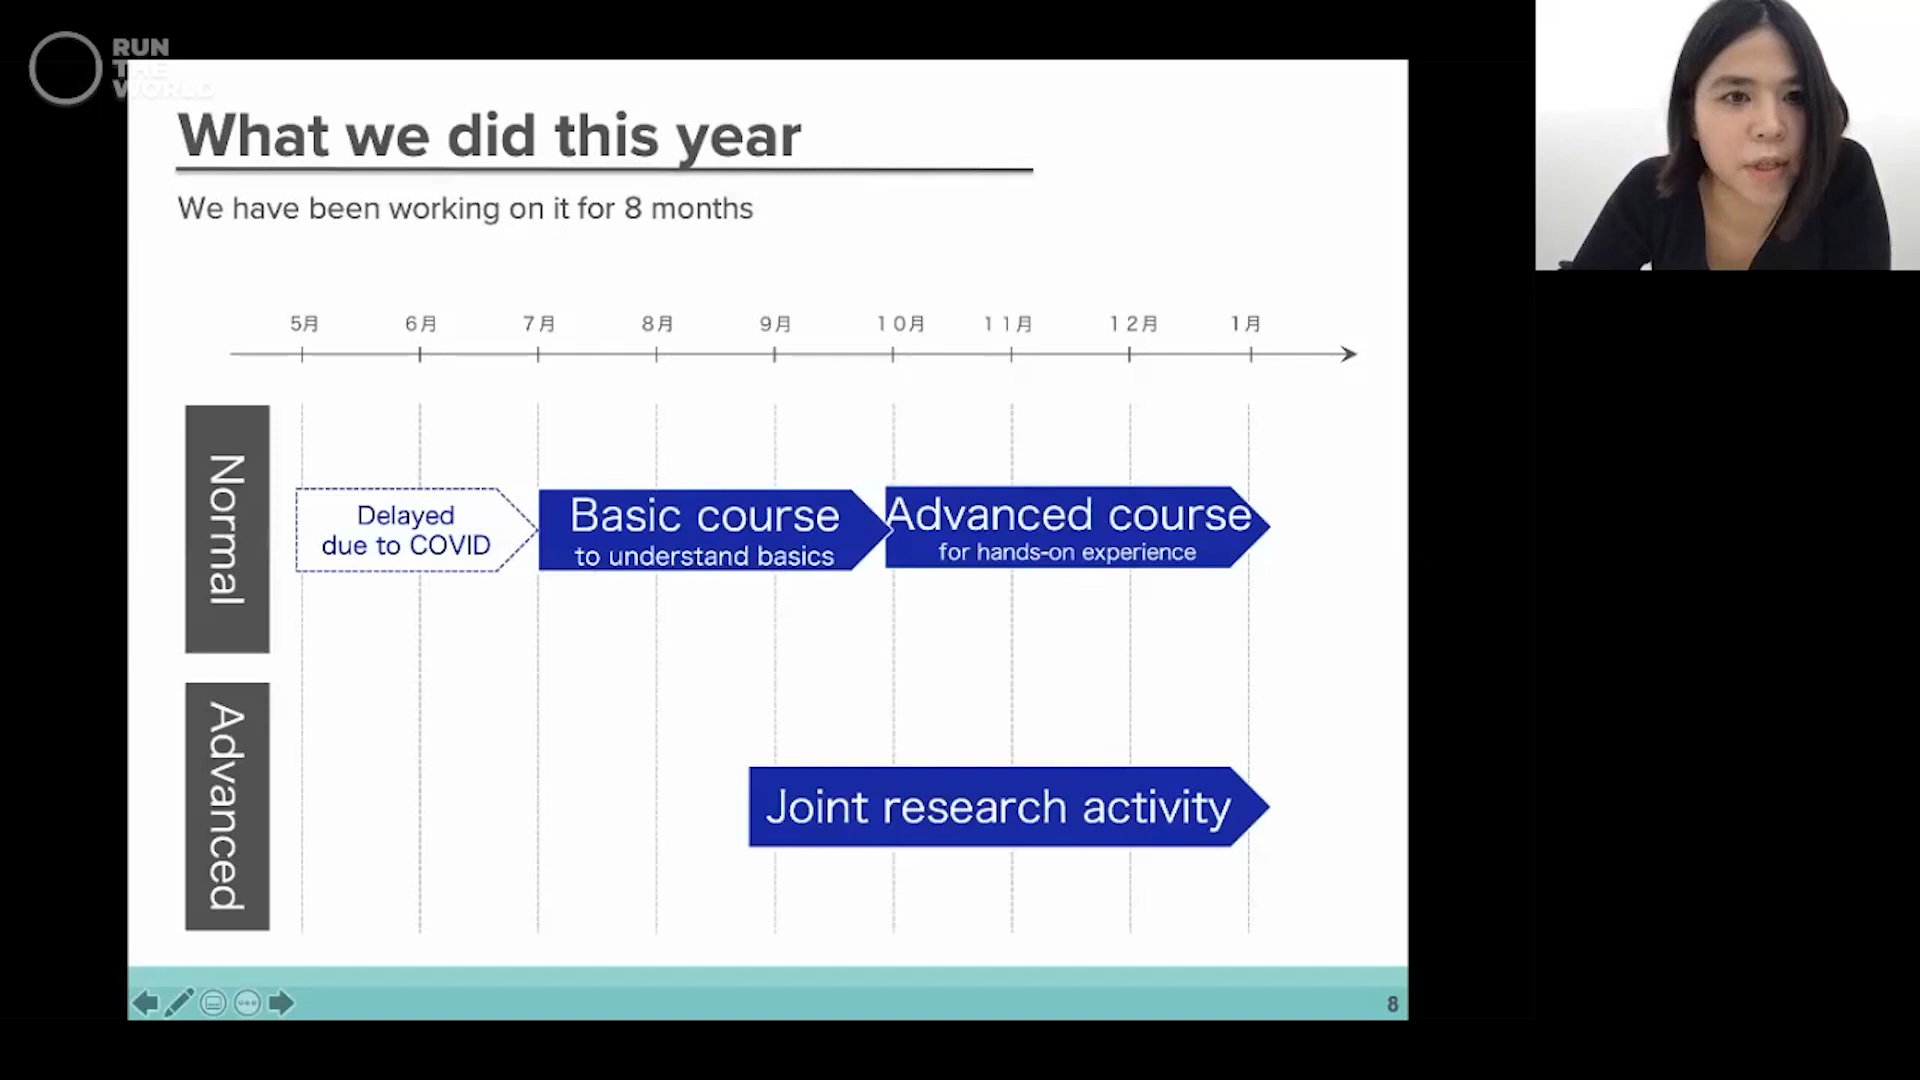 RUN
THE
WORLD
What we did this year
We have been working on it for 8 months
5月 6月 7月 8月 9月 10月 11月 12月 1月
Normal
Delayed
due to COVID
Basic course
to understand basics
Advanced course
for hands-on experience
Advanced
Joint research activity
8